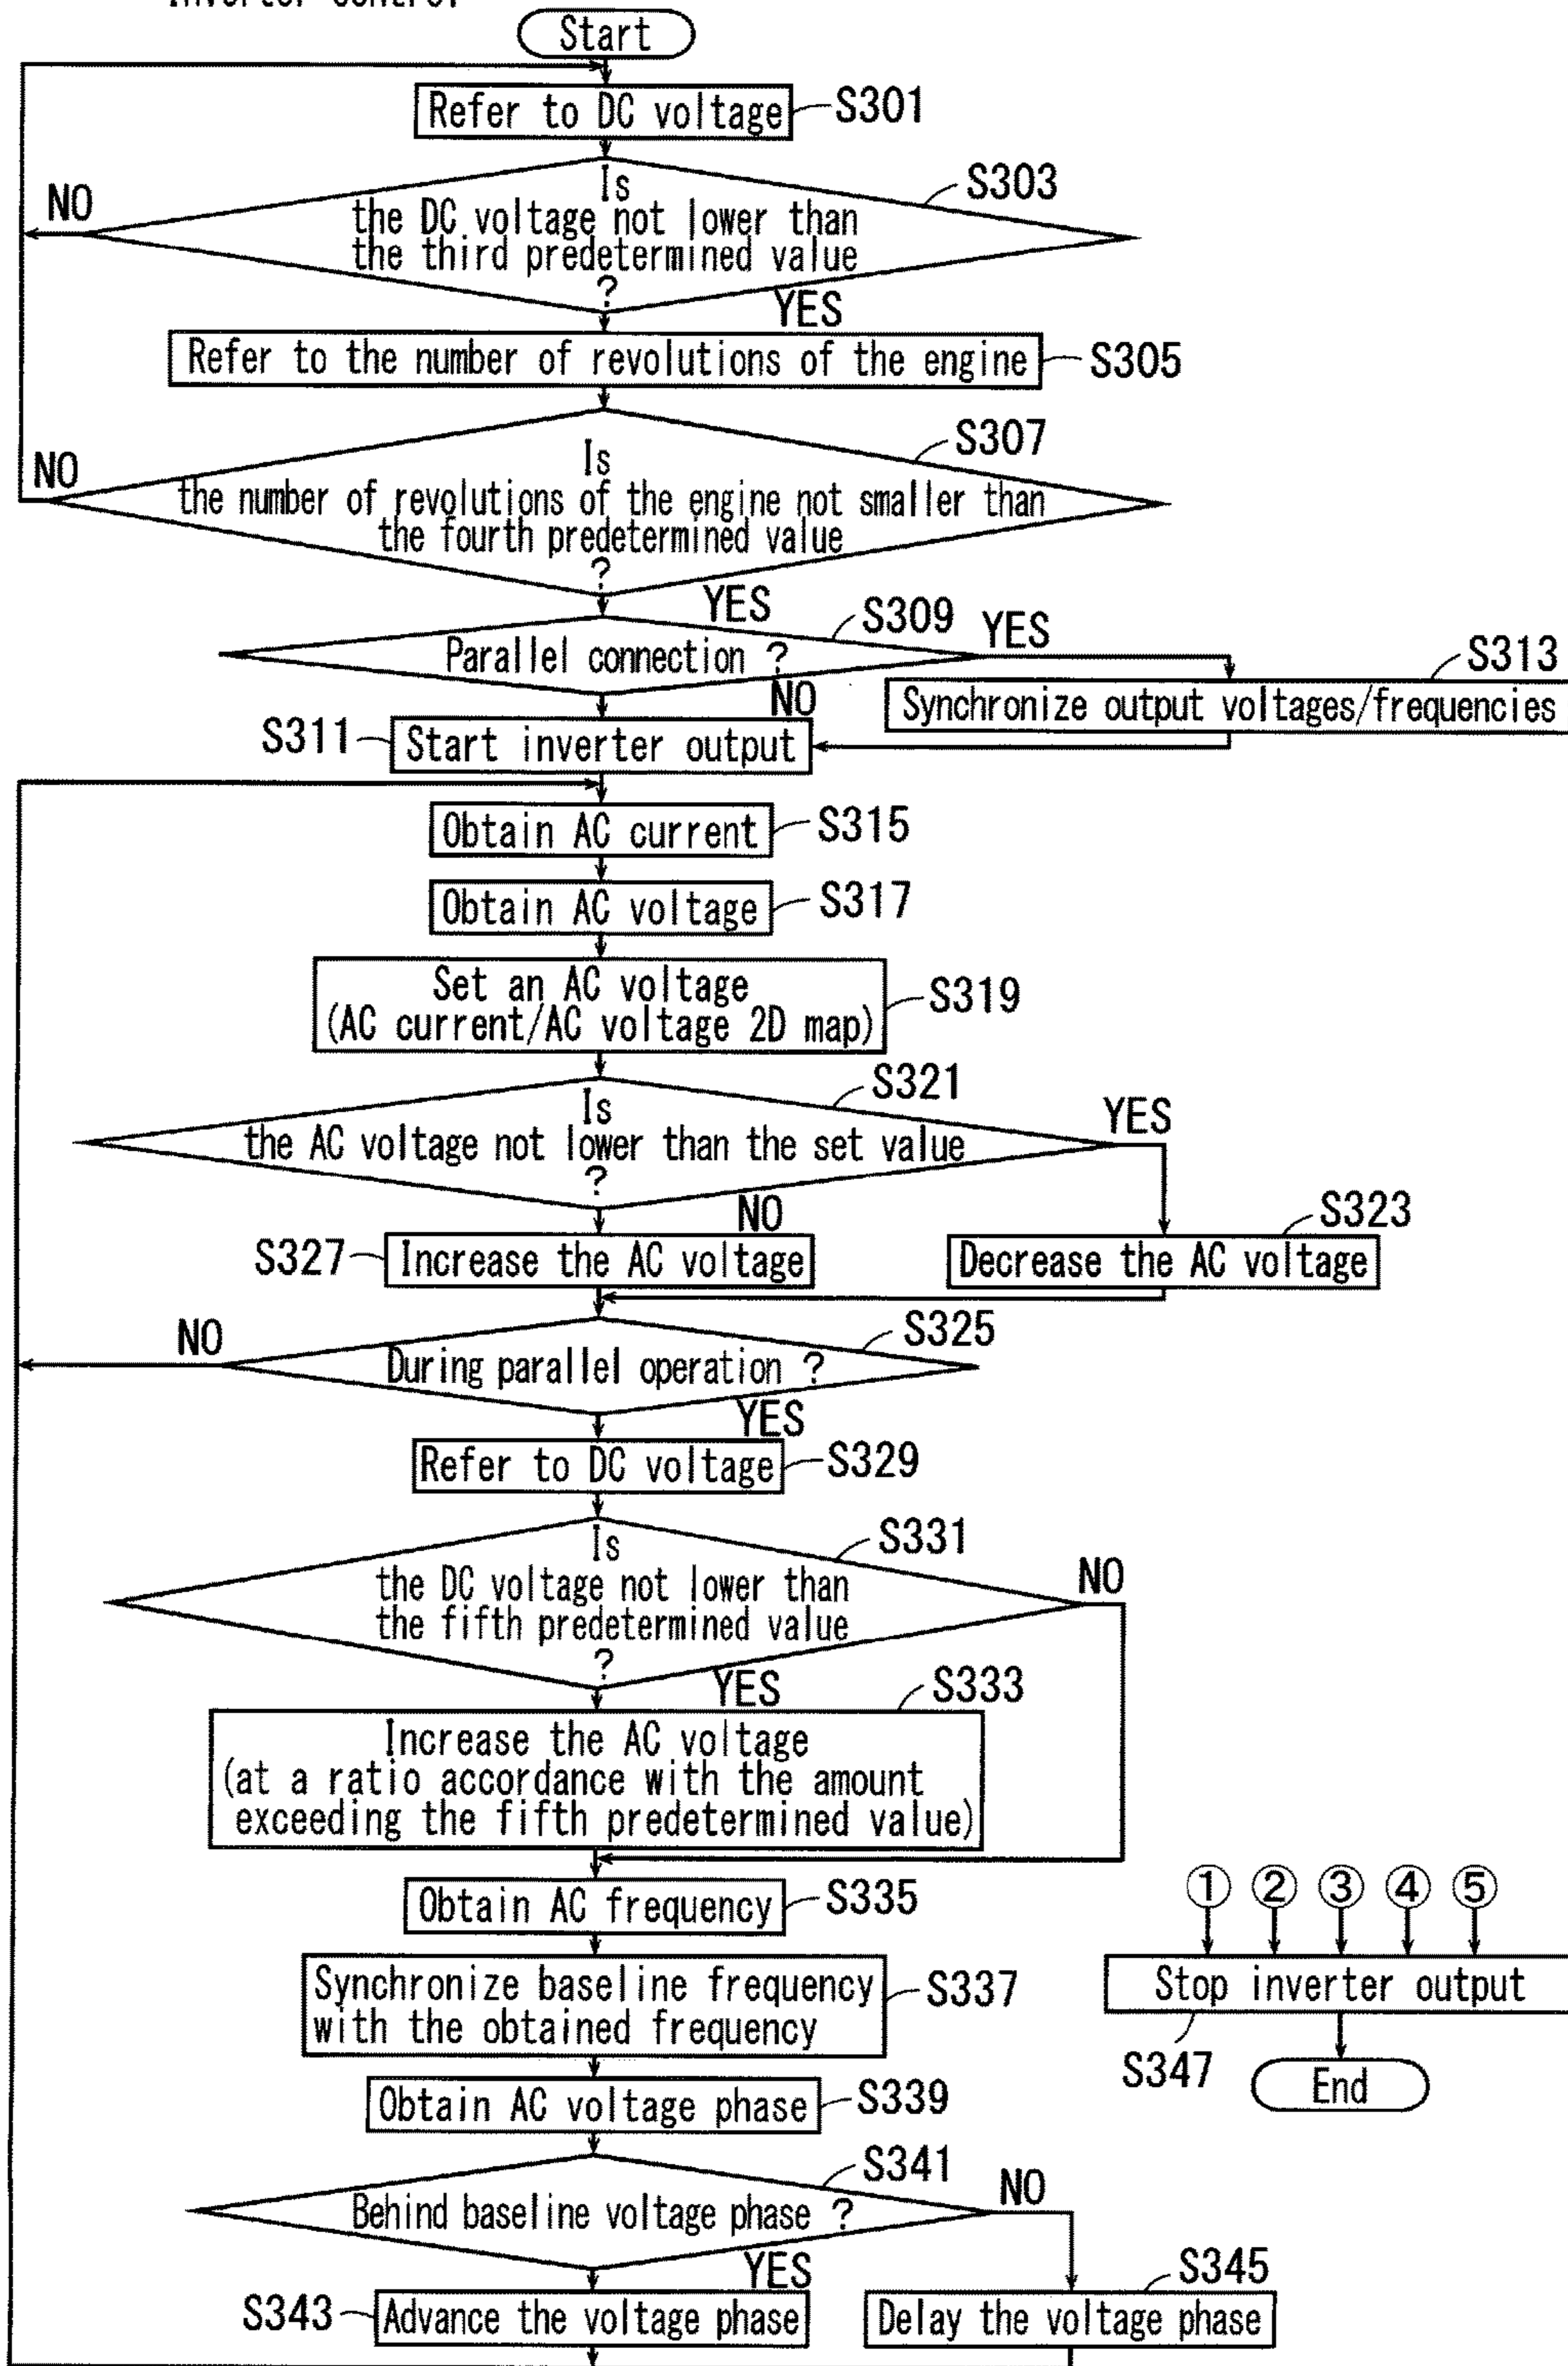 Inverter control
Start
Refer to DC voltage
S301
Is
the DC voltage not lower than
the third predetermined value
?
S303
NO
YES
Refer to the number of revolutions of the engine
S305
Is
the number of revolutions of the engine not smaller than
the fourth predetermined value
?
S307
NO
YES
Parallel connection ?
S309
YES
NO
S313
Synchronize output voltages/frequencies
S311
Start inverter output
Obtain AC current
S315
Obtain AC voltage
S317
Set an AC voltage
(AC current/AC voltage 2D map)
S319
Is
the AC voltage not lower than the set value
?
S321
YES
NO
S327
Increase the AC voltage
S323
Decrease the AC voltage
During parallel operation ?
S325
NO
YES
Refer to DC voltage
S329
Is
the DC voltage not lower than
the fifth predetermined value
?
S331
NO
YES
S333
Increase the AC voltage
(at a ratio accordance with the amount
exceeding the fifth predetermined value)
Obtain AC frequency
S335
Synchronize baseline frequency
with the obtained frequency
S337
Obtain AC voltage phase
S339
Behind baseline voltage phase ?
S341
NO
YES
S343
Advance the voltage phase
S345
Delay the voltage phase
① ② ③ ④ ⑤
Stop inverter output
S347
End